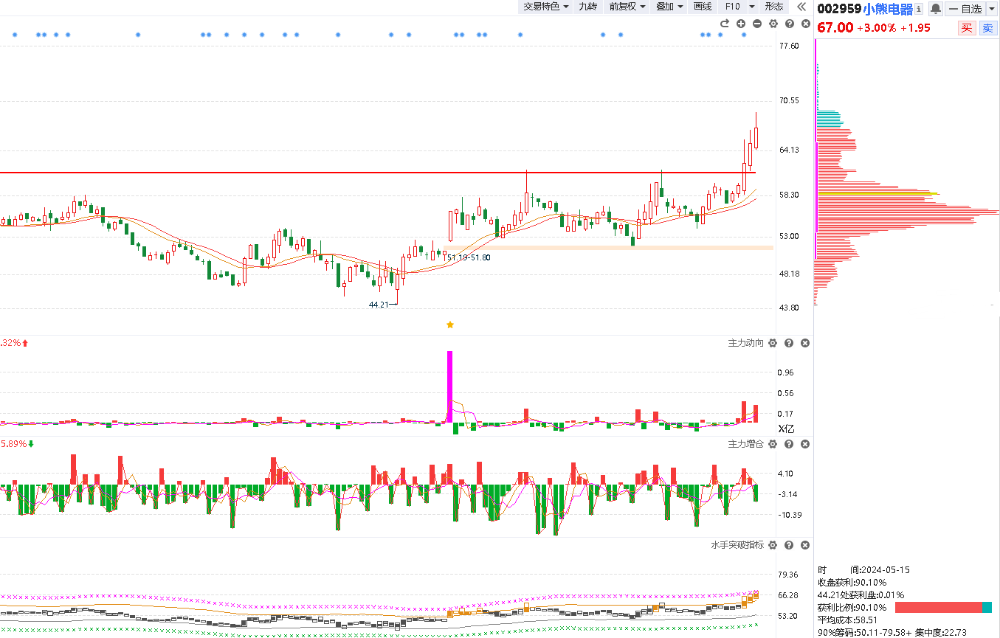 交易特色 九转 前复权 叠加 画线 F10 形态
002959 小熊电器 自选
67.00 +3.00% +1.95 买 卖
77.60
70.55
64.13
58.30
53.00
51.19-51.80
48.18
44.21
43.80
.32% 主力动向
0.96
0.56
0.17
X亿
5.89% 主力增仓
4.10
-3.14
-10.39
水手突破指标
79.36
66.28
53.20
时 间:2024-05-15
收盘获利:90.10%
44.21处获利盘:0.01%
获利比例:90.10%
平均成本:58.51
90%筹码:50.11-79.58+ 集中度:22.73